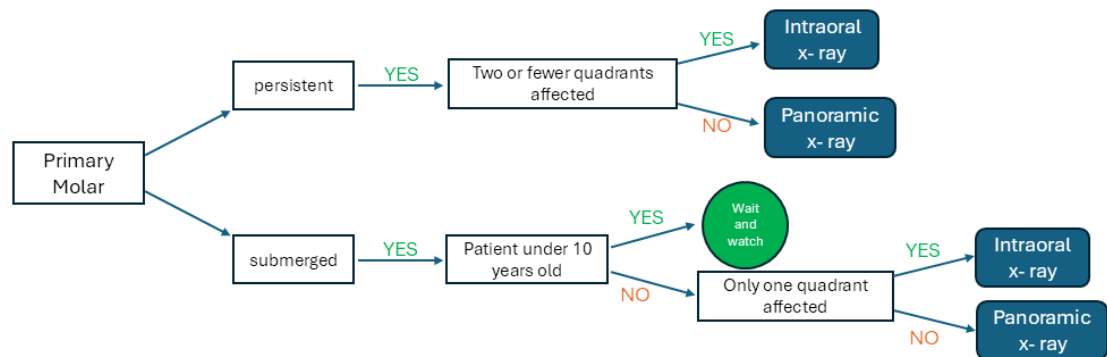 Intraoral
x- ray
YES
persistent
YES
Two or fewer quadrants
affected
Panoramic
x- ray
NO
Primary
Molar
Wait
and
watch
YES
submerged
YES
Patient under 10
years old
NO
Only one quadrant
affected
YES
Intraoral
x- ray
NO
Panoramic
x- ray